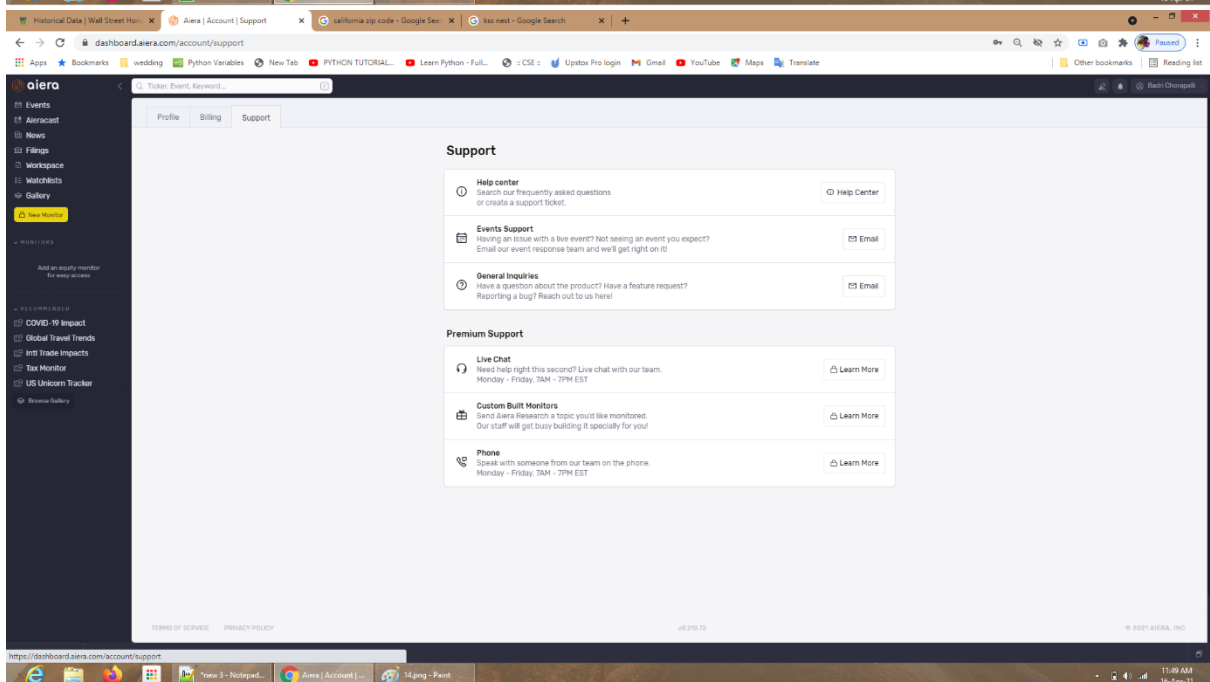 Historical Data | Wall Street Hor
Aiera | Account | Support
california zip code - Google Sear
kss nest - Google Search
dashboard.aiera.com/account/support
Paused
Apps
Bookmarks
wedding
Python Variables
New Tab
PYTHON TUTORIAL...
Learn Python - Full...
:: CSE ::
Upstox Pro login
Gmail
YouTube
Maps
Translate
Other bookmarks
Reading list
aiera
Ticker, Event, Keyword...
Badri Chorapalli
Events
Aieracast
News
Filings
Workspace
Watchlists
Gallery
New Monitor
MONITORS
Add an equity monitor
for easy access
RECOMMENDED
COVID-19 Impact
Global Travel Trends
Intl Trade Impacts
Tax Monitor
US Unicorn Tracker
Browse Gallery
Profile
Billing
Support
Support
Help center
Search our frequently asked questions
or create a support ticket.
Help Center
Events Support
Having an issue with a live event? Not seeing an event you expect?
Email our event response team and we'll get right on it!
Email
General Inquiries
Have a question about the product? Have a feature request?
Reporting a bug? Reach out to us here!
Email
Premium Support
Live Chat
Need help right this second? Live chat with our team.
Monday - Friday, 7AM - 7PM EST
Learn More
Custom Built Monitors
Send Aiera Research a topic you'd like monitored.
Our staff will get busy building it specially for you!
Learn More
Phone
Speak with someone from our team on the phone.
Monday - Friday, 7AM - 7PM EST
Learn More
TERMS OF SERVICE
PRIVACY POLICY
© 2021 AIERA, INC.
https://dashboard.aiera.com/account/support
*new 3 - Notepad...
Aiera | Account | ...
14.png - Paint
11:49 AM
16-Apr-21